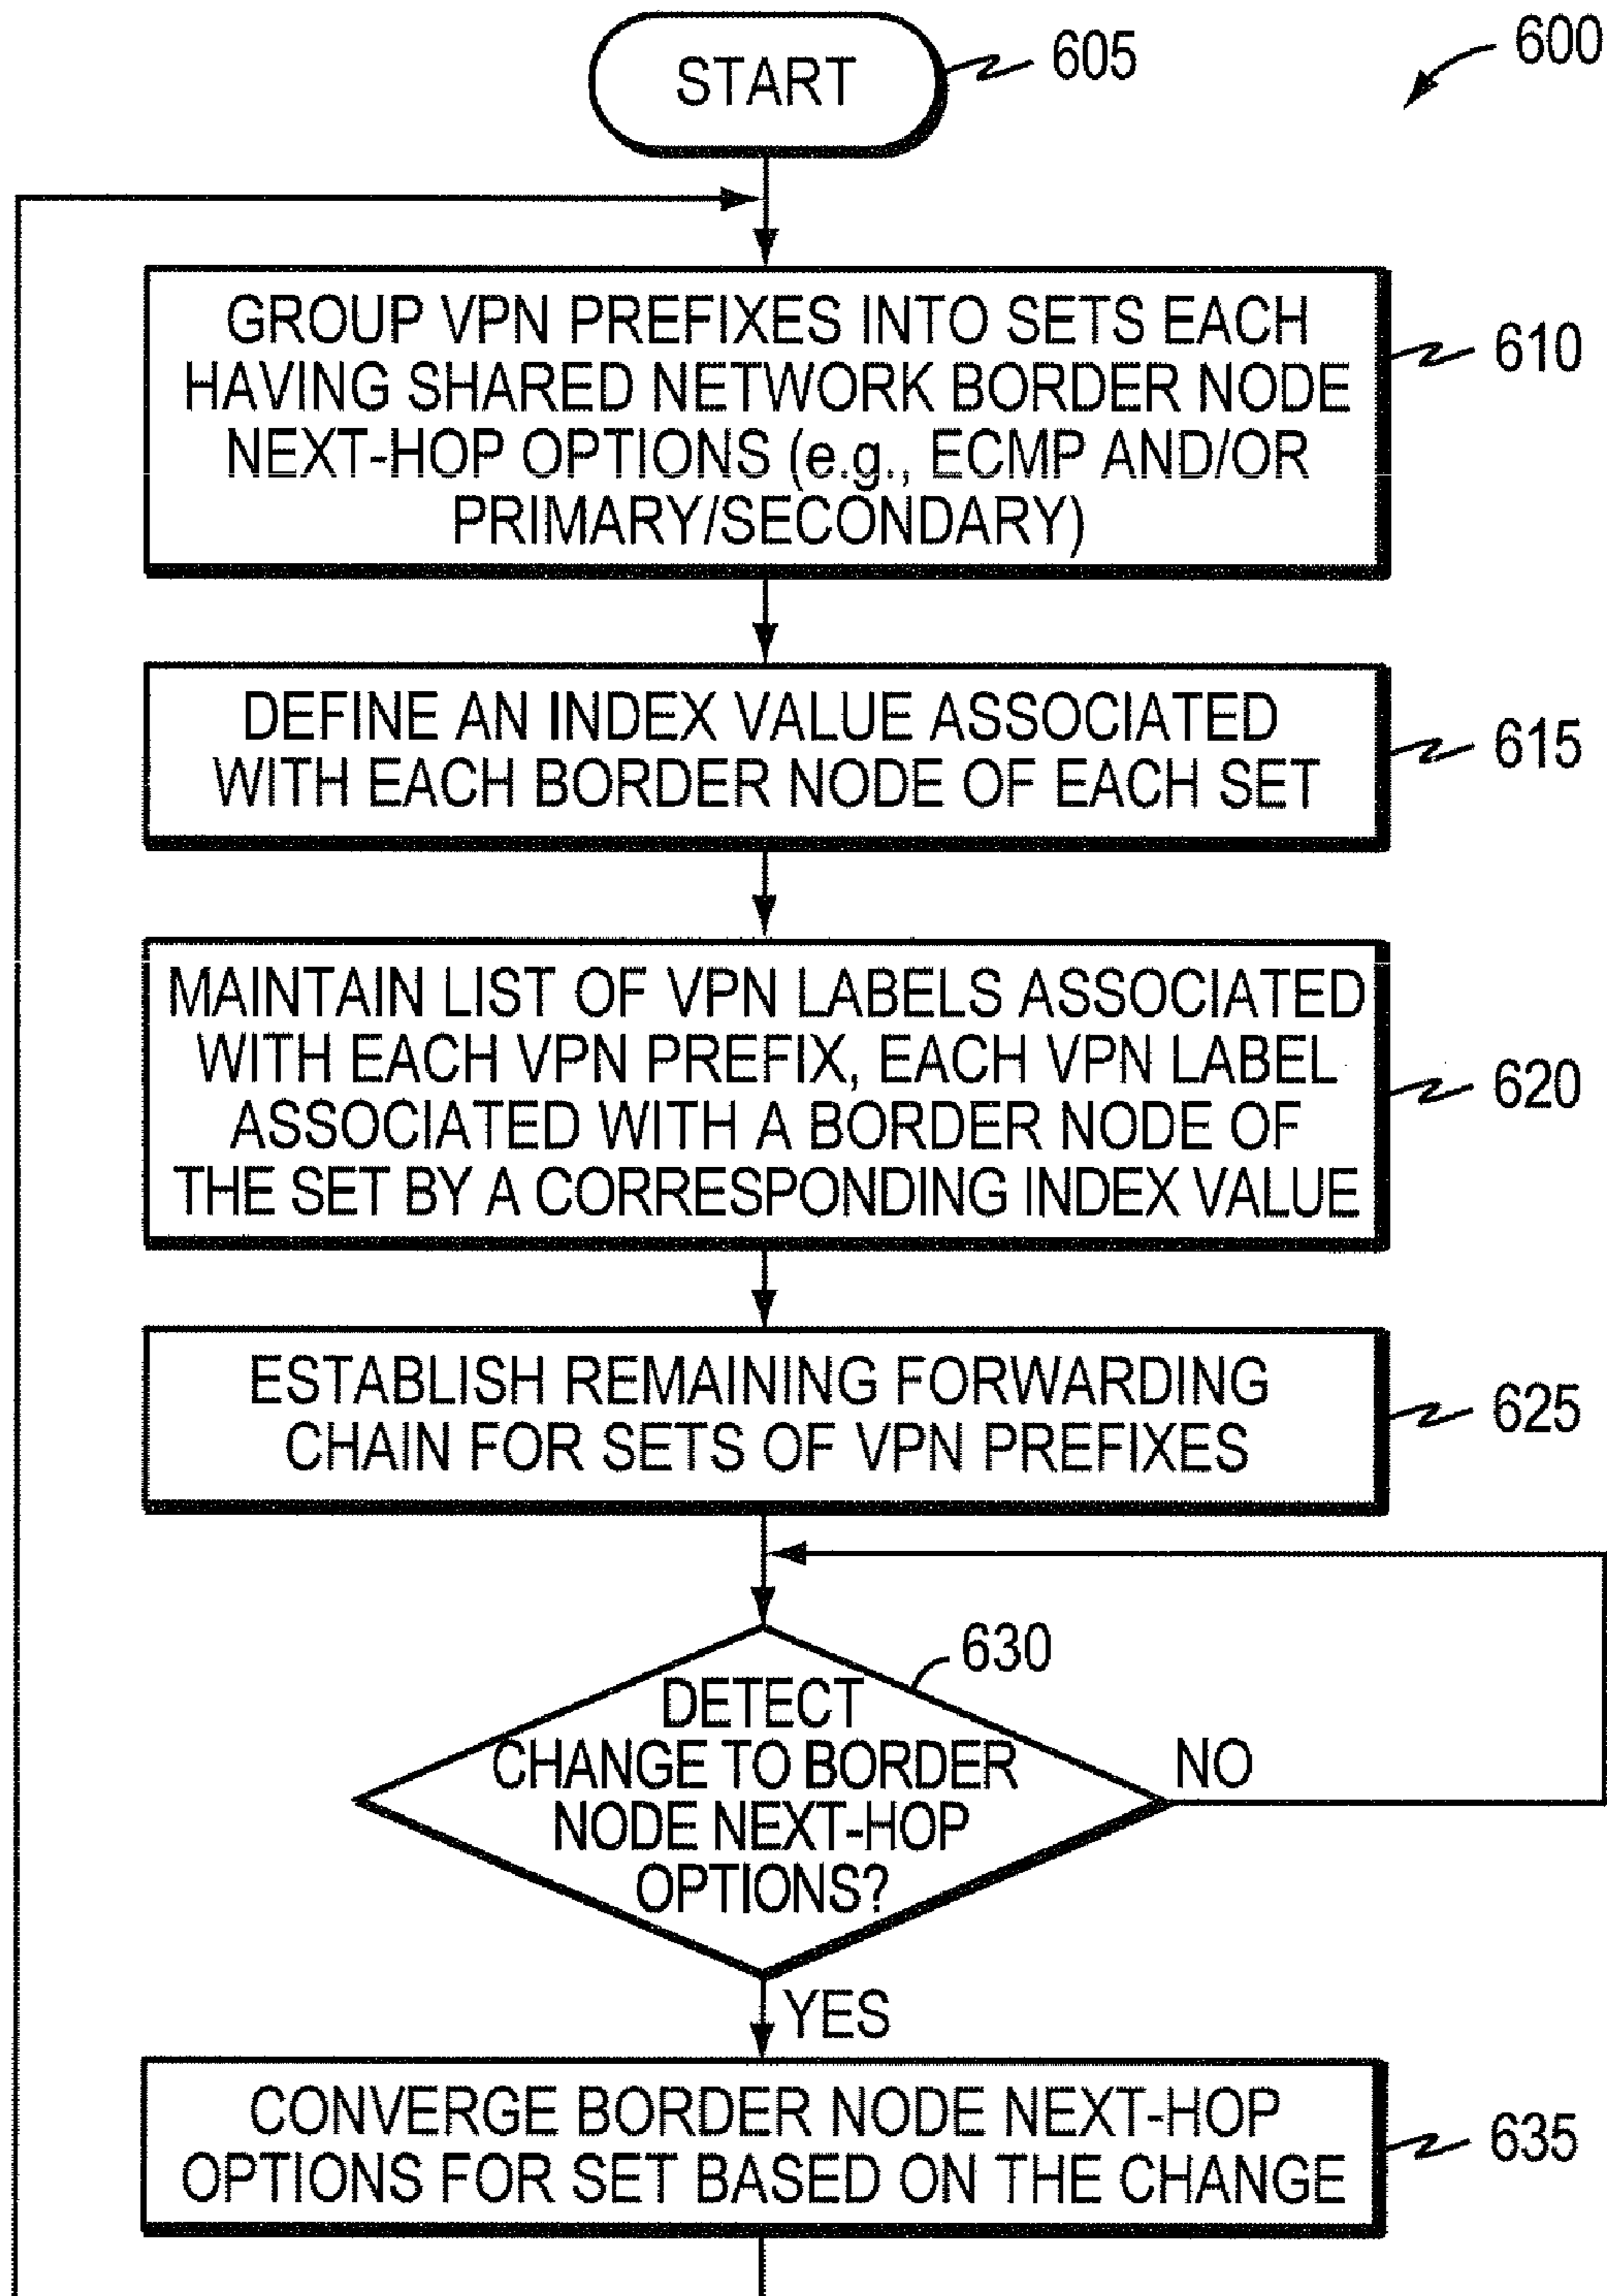 600
START
605
GROUP VPN PREFIXES INTO SETS EACH
HAVING SHARED NETWORK BORDER NODE
NEXT-HOP OPTIONS (e.g., ECMP AND/OR
PRIMARY/SECONDARY)
610
DEFINE AN INDEX VALUE ASSOCIATED
WITH EACH BORDER NODE OF EACH SET
615
MAINTAIN LIST OF VPN LABELS ASSOCIATED
WITH EACH VPN PREFIX, EACH VPN LABEL
ASSOCIATED WITH A BORDER NODE OF
THE SET BY A CORRESPONDING INDEX VALUE
620
ESTABLISH REMAINING FORWARDING
CHAIN FOR SETS OF VPN PREFIXES
625
630
DETECT
CHANGE TO BORDER
NODE NEXT-HOP
OPTIONS?
NO
YES
CONVERGE BORDER NODE NEXT-HOP
OPTIONS FOR SET BASED ON THE CHANGE
635